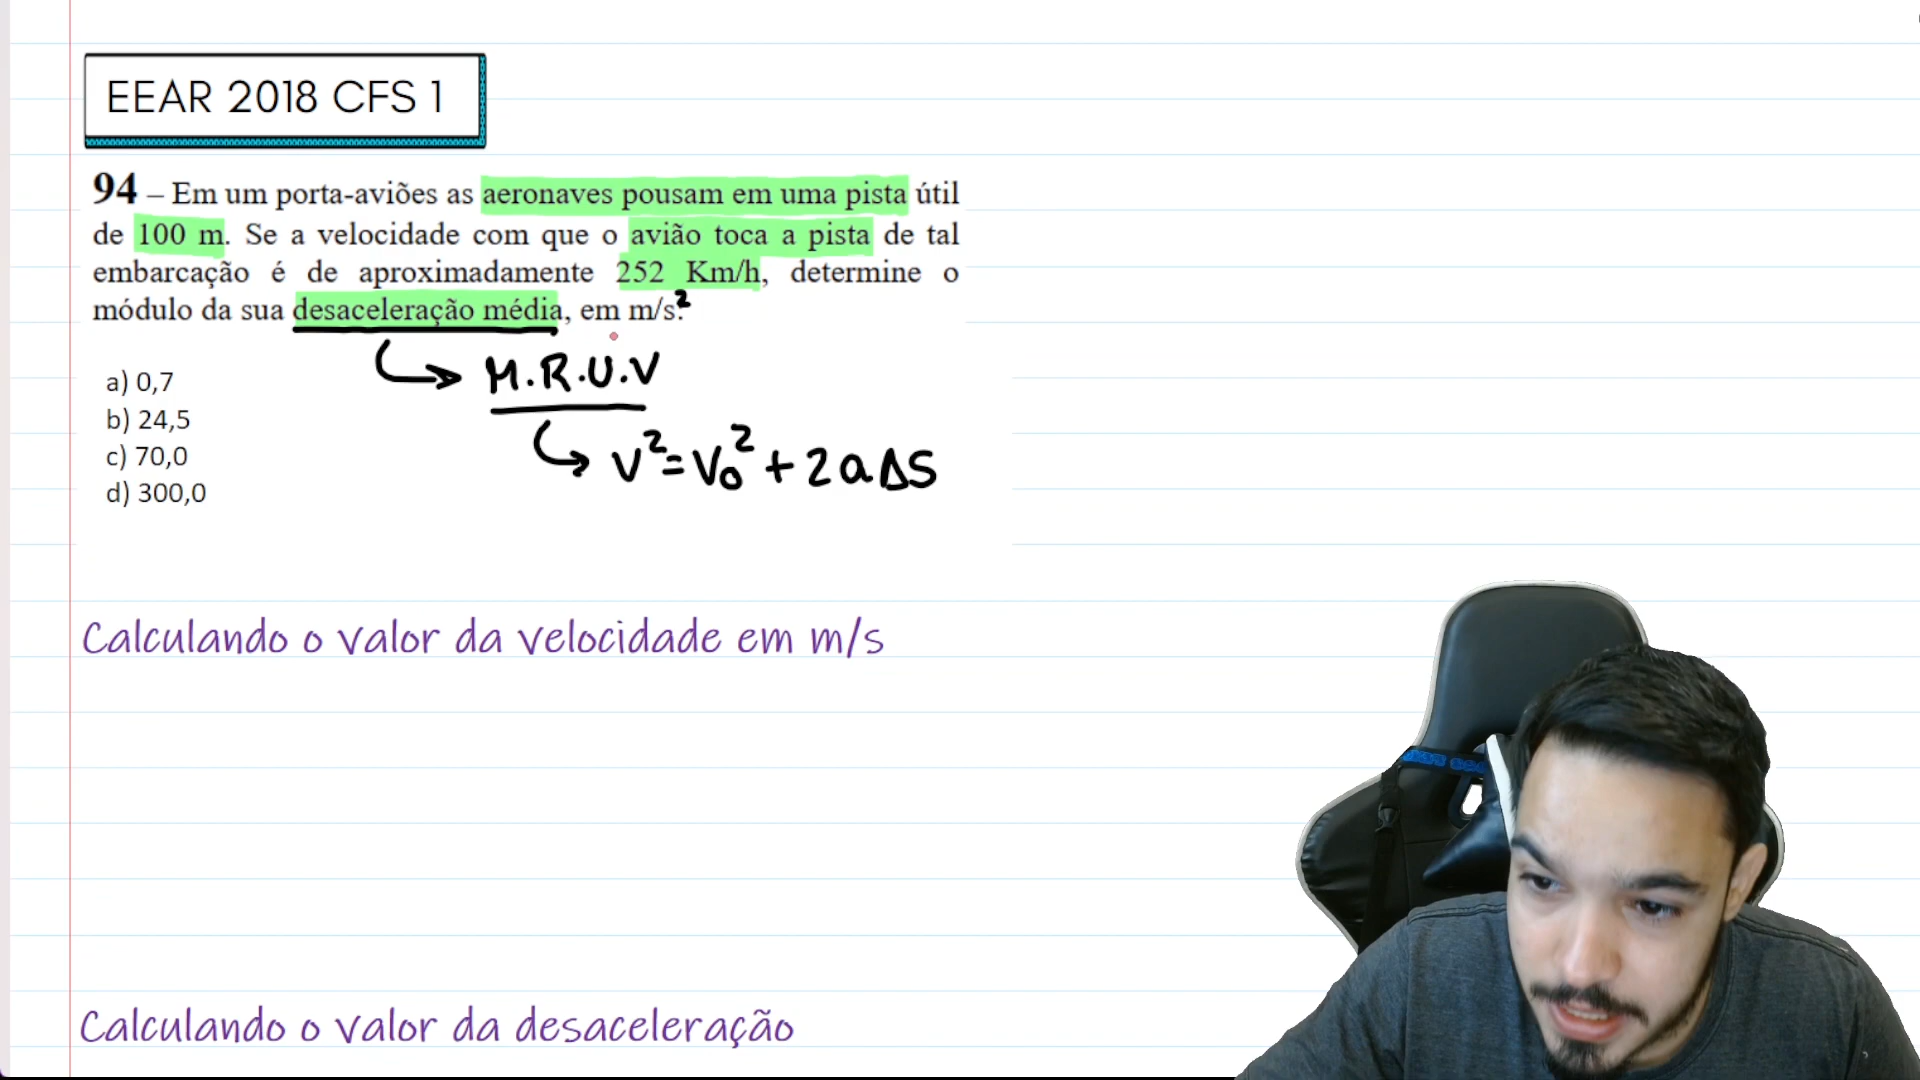 EEAR 2018 CFS 1
94 – Em um porta-aviões as aeronaves pousam em uma pista útil
de 100 m. Se a velocidade com que o avião toca a pista de tal
embarcação é de aproximadamente 252 Km/h, determine o
módulo da sua desaceleração média, em m/s².
M.R.U.V
a) 0,7
b) 24,5
V²=V₀²+2aΔS
c) 70,0
d) 300,0
Calculando o valor da velocidade em m/s
Calculando o valor da desaceleração